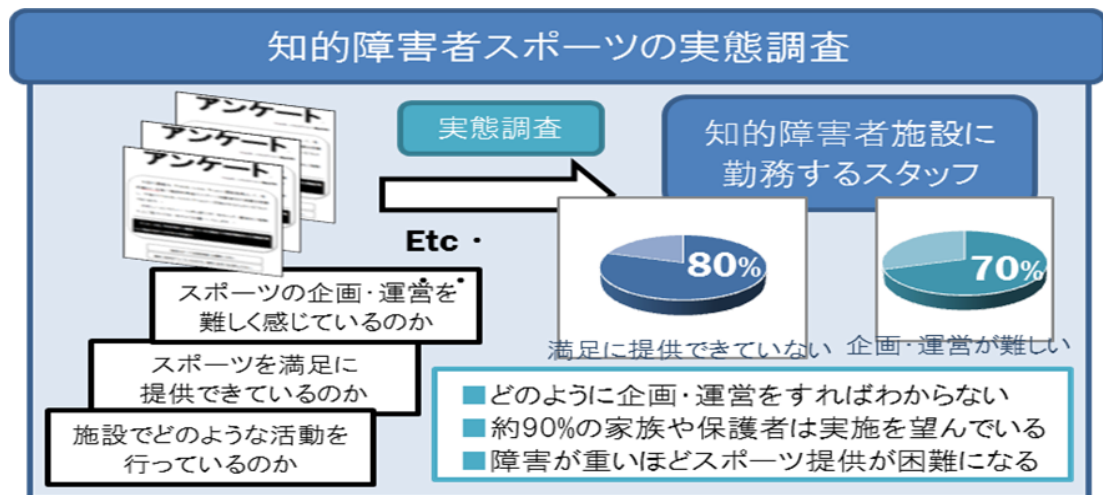 知的障害者スポーツの実態調査
アンケート
アンケート
アンケート
実態調査
知的障害者施設に
勤務するスタッフ
Etc・
・・
80%
70%
満足に提供できていない
企画・運営が難しい
スポーツの企画・運営を
難しく感じているのか
スポーツを満足に
提供できているのか
施設でどのような活動を
行っているのか
■どのように企画・運営をすればわからない
■約90%の家族や保護者は実施を望んでいる
■障害が重いほどスポーツ提供が困難になる